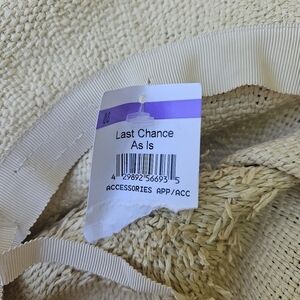 Last Chance
As Is
4 29892 56693 5
ACCESSORIES APP/ACC